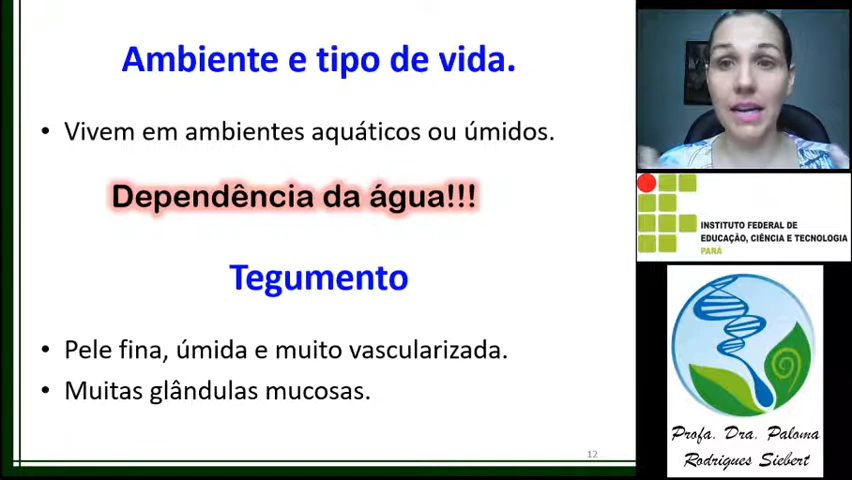 Ambiente e tipo de vida.
• Vivem em ambientes aquáticos ou úmidos.
Dependência da água!!!
Tegumento
• Pele fina, úmida e muito vascularizada.
• Muitas glândulas mucosas.
12
INSTITUTO FEDERAL DE
EDUCAÇÃO, CIÊNCIA E TECNOLOGIA
PARÁ
Profa. Dra. Paloma
Rodrigues Siebert